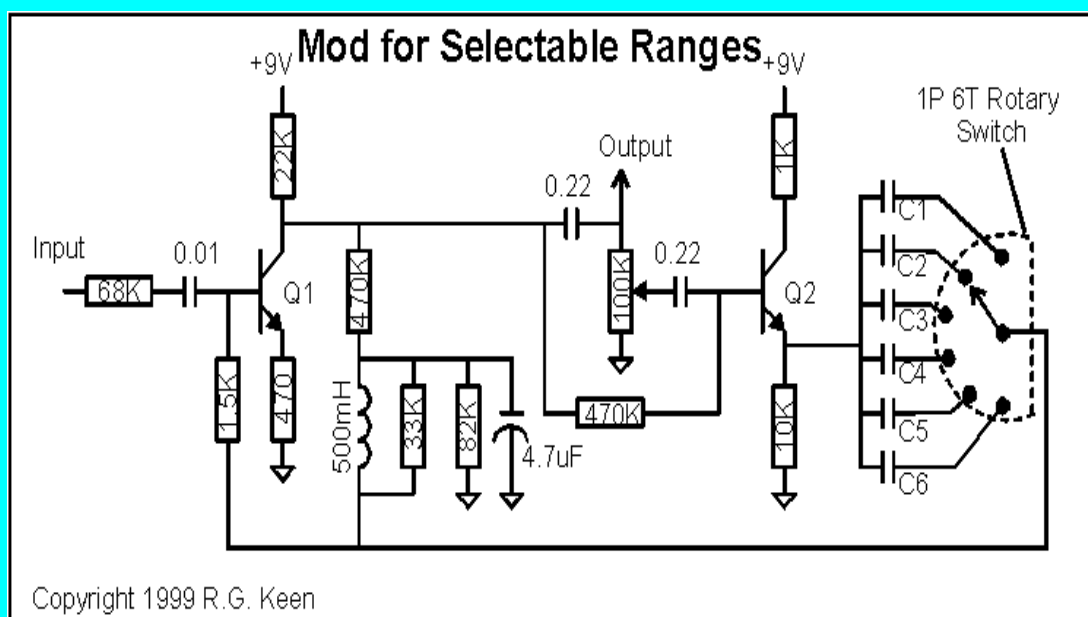 Mod for Selectable Ranges
+9V
+9V
1P 6T Rotary
Switch
22K
Output
1K
0.22
C1
Input
0.01
C2
68K
Q1
470K
100K
0.22
Q2
C3
C4
1.5K
470
500mH
33K
82K
4.7uF
470K
10K
C5
C6
Copyright 1999 R.G. Keen